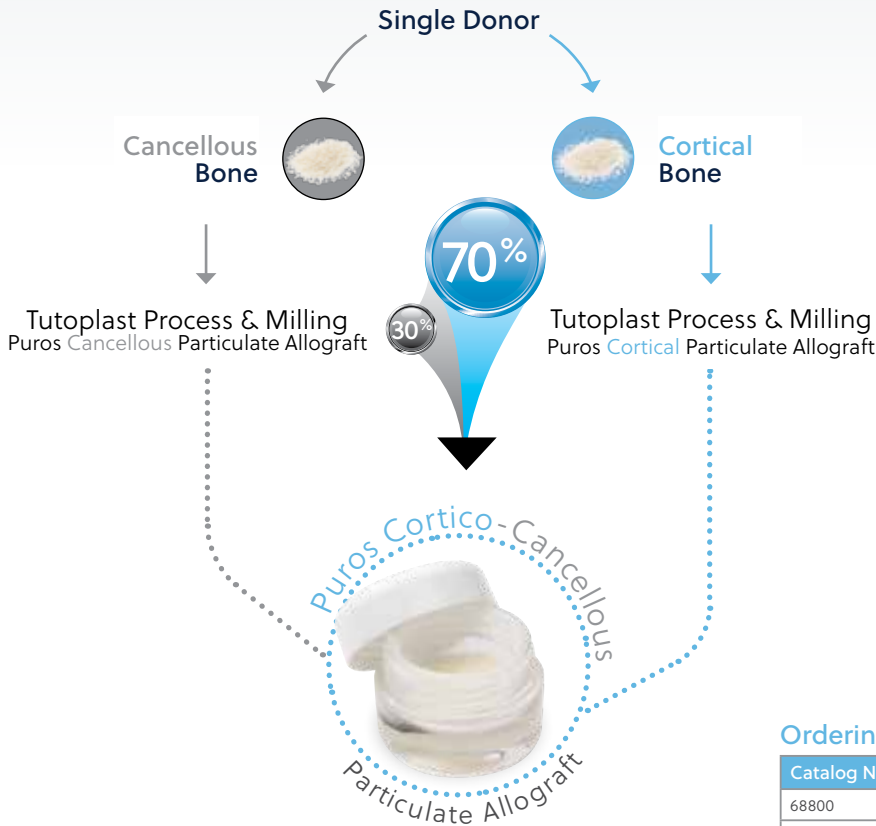 Single Donor
Cancellous
Bone
Cortical
Bone
70%
30%
Tutoplast Process & Milling
Puros Cancellous Particulate Allograft
Tutoplast Process & Milling
Puros Cortical Particulate Allograft
Puros Cortico-Cancellous
Particulate Allograft
Catalog
68800